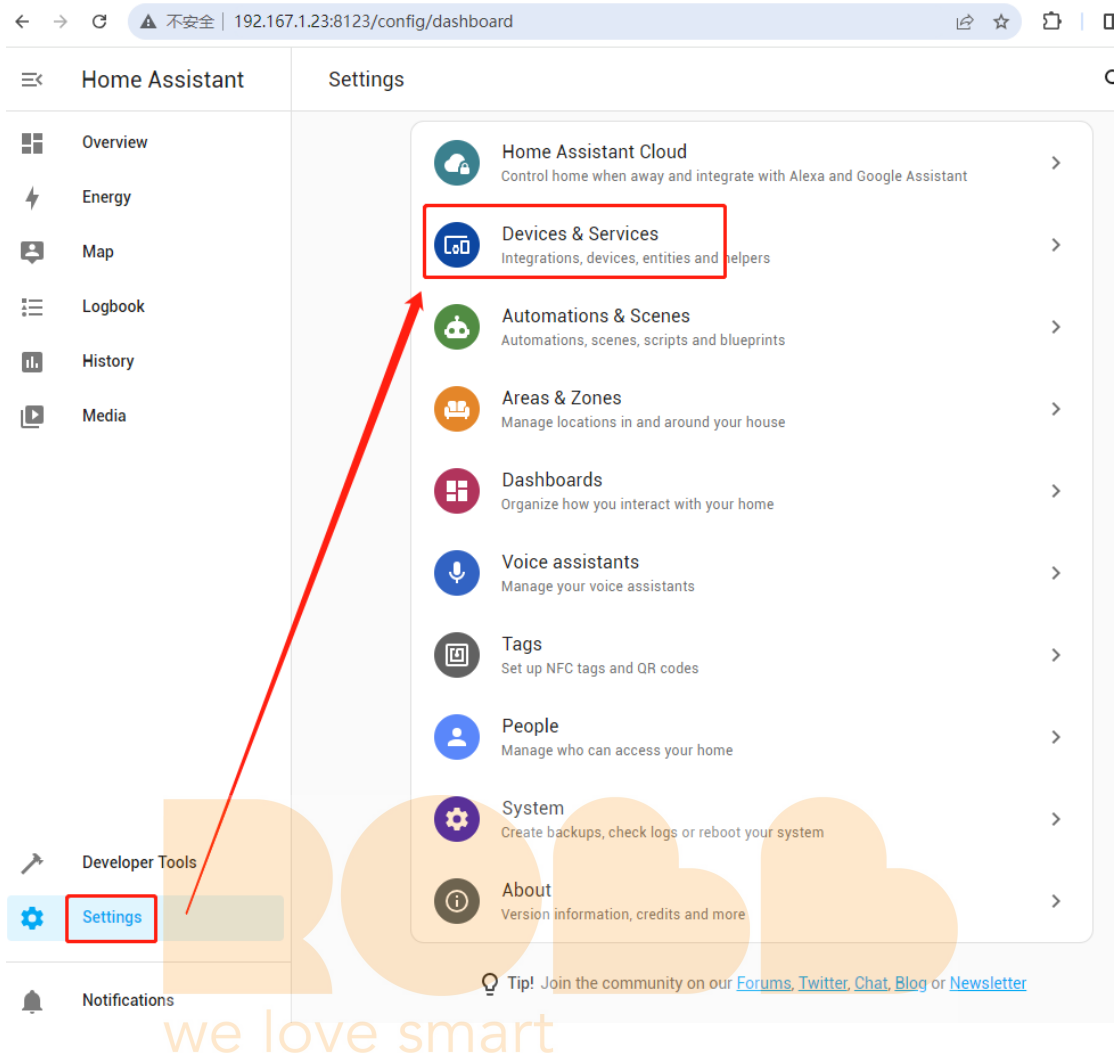 不安全 | 192.167.1.23:8123/config/dashboard
Home Assistant
Settings
Overview
Energy
Map
Logbook
History
Media
Developer Tools
Settings
Notifications
Home Assistant Cloud
Control home when away and integrate with Alexa and Google Assistant
Devices & Services
Integrations, devices, entities and helpers
Automations & Scenes
Automations, scenes, scripts and blueprints
Areas & Zones
Manage locations in and around your house
Dashboards
Organize how you interact with your home
Voice assistants
Manage your voice assistants
Tags
Set up NFC tags and QR codes
People
Manage who can access your home
System
Create backups, check logs or reboot your system
About
Version information, credits and more
Tip! Join the community on our Forums, Twitter, Chat, Blog or Newsletter
ROBB
we love smart